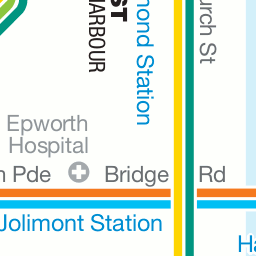 ST
HARBOUR
mond Station
urch St
Epworth
Hospital
n Pde
Bridge
Rd
Jolimont Station
Ha